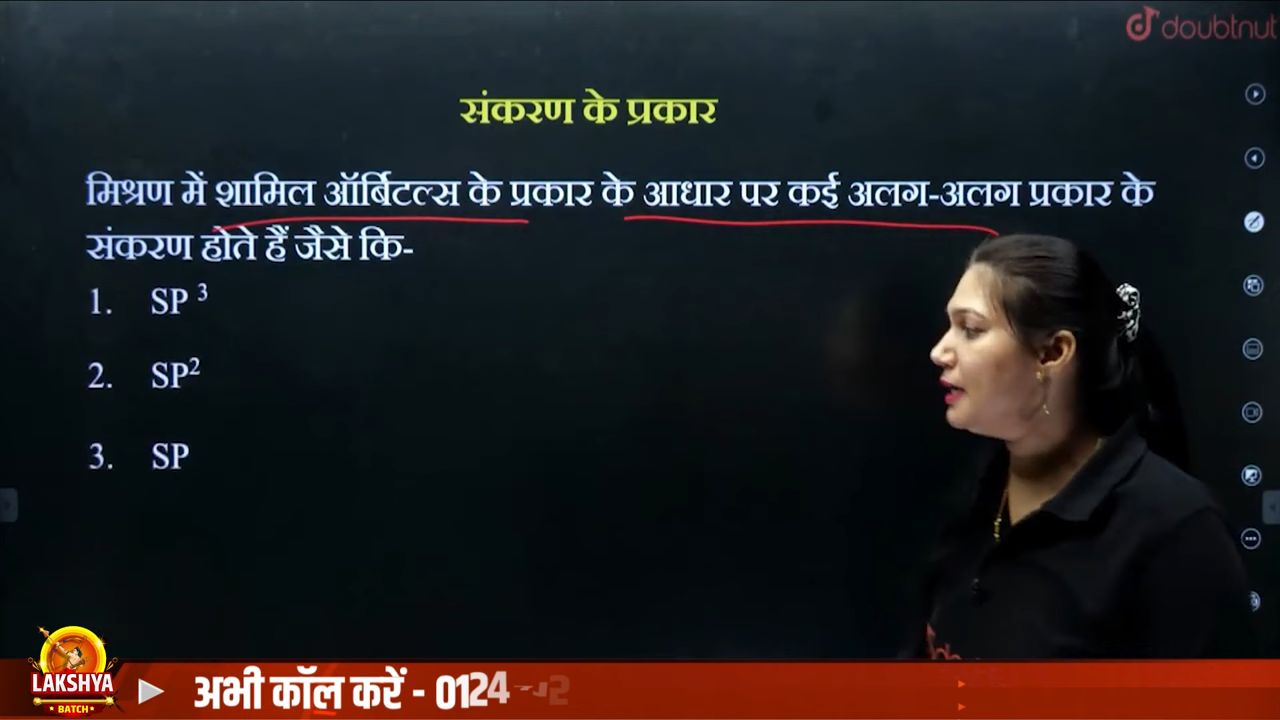 doubtnut
संकरण के प्रकार
मिश्रण में शामिल ऑर्बिटल्स के प्रकार के आधार पर कई अलग-अलग प्रकार के
संकरण होते हैं जैसे कि-
1. SP ³
2. SP²
3. SP
LAKSHYA
BATCH
अभी कॉल करें - 0124